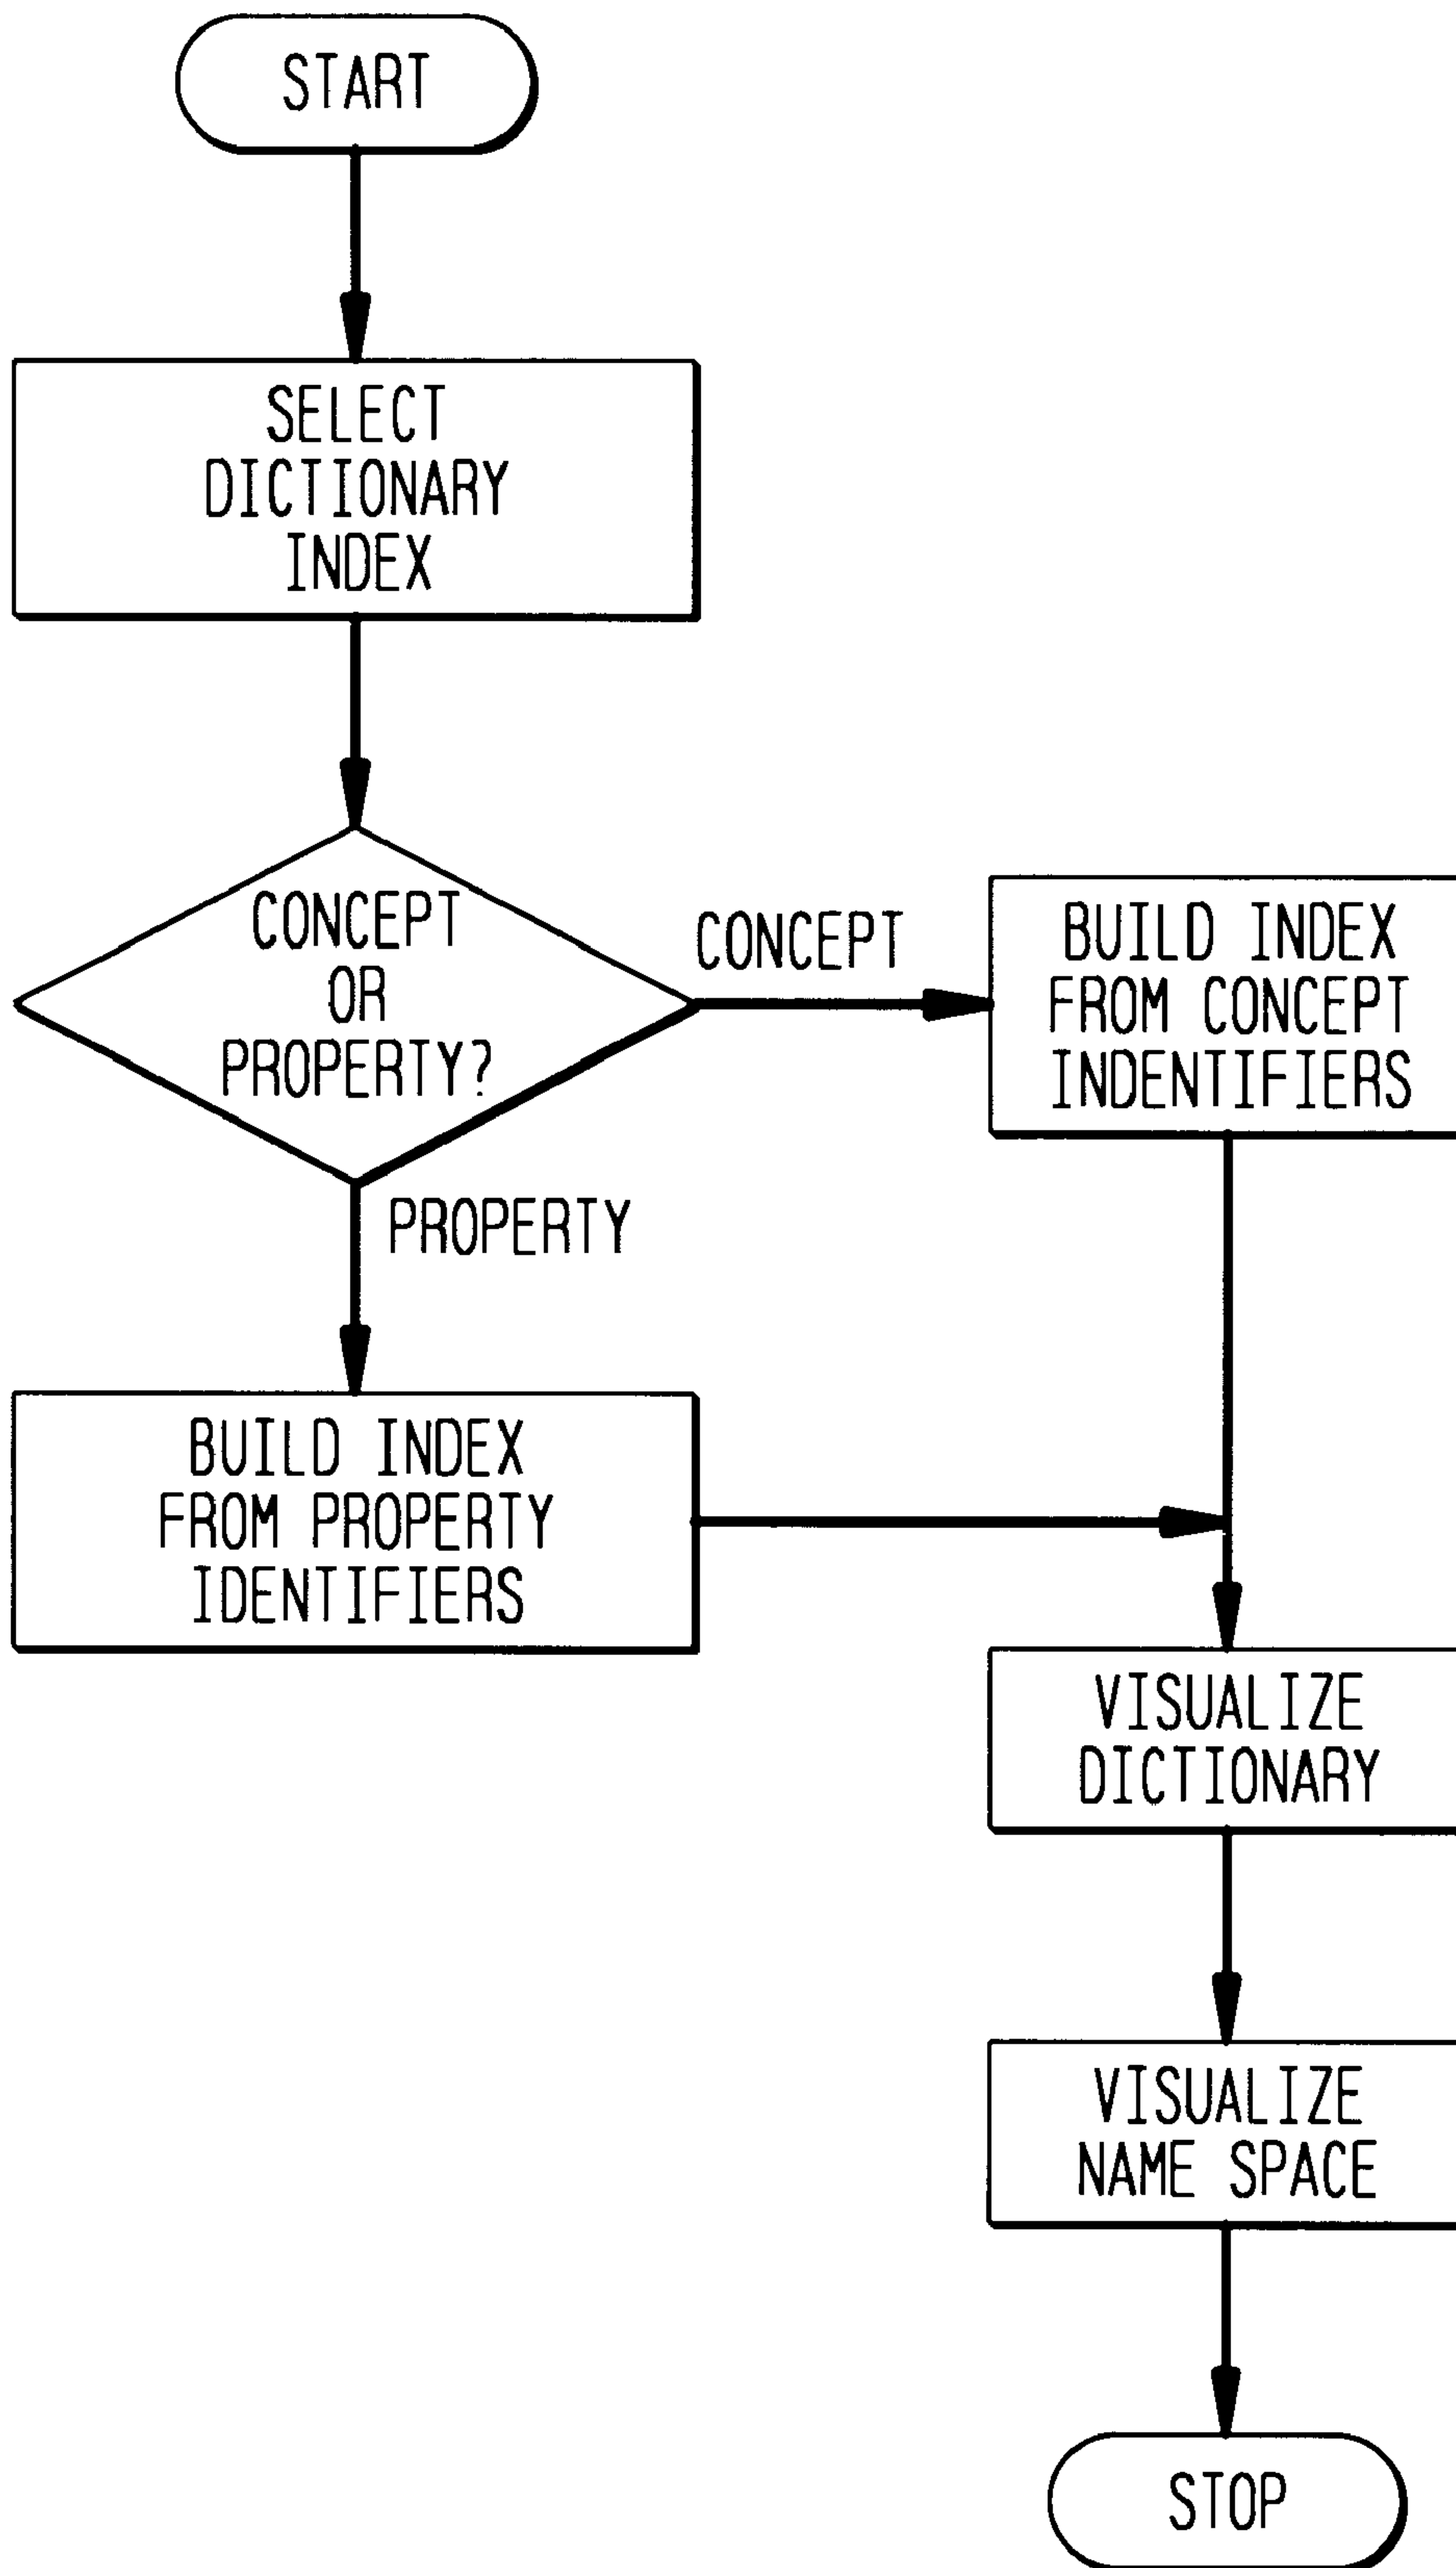 START
SELECT
DICTIONARY
INDEX
CONCEPT
OR
PROPERTY?
CONCEPT
BUILD INDEX
FROM CONCEPT
INDENTIFIERS
PROPERTY
BUILD INDEX
FROM PROPERTY
IDENTIFIERS
VISUALIZE
DICTIONARY
VISUALIZE
NAME SPACE
STOP